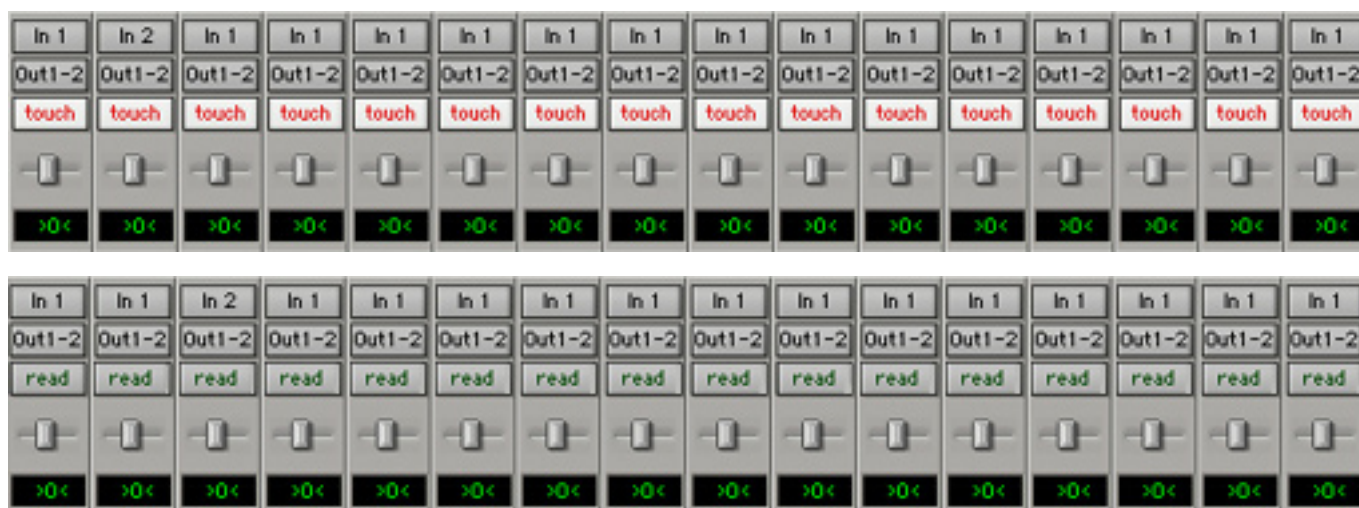 In 1 In 2 In 1 In 1 In 1 In 1 In 1 In 1 In 1 In 1 In 1 In 1 In 1 In 1 In 1 In 1
Out1-2 Out1-2 Out1-2 Out1-2 Out1-2 Out1-2 Out1-2 Out1-2 Out1-2 Out1-2 Out1-2 Out1-2 Out1-2 Out1-2 Out1-2 Out1-2
touch touch touch touch touch touch touch touch touch touch touch touch touch touch touch touch
>0< >0< >0< >0< >0< >0< >0< >0< >0< >0< >0< >0< >0< >0< >0< >0<
In 1 In 1 In 2 In 1 In 1 In 1 In 1 In 1 In 1 In 1 In 1 In 1 In 1 In 1 In 1 In 1
Out1-2 Out1-2 Out1-2 Out1-2 Out1-2 Out1-2 Out1-2 Out1-2 Out1-2 Out1-2 Out1-2 Out1-2 Out1-2 Out1-2 Out1-2 Out1-2
read read read read read read read read read read read read read read read read
>0< >0< >0< >0< >0< >0< >0< >0< >0< >0< >0< >0< >0< >0< >0< >0<